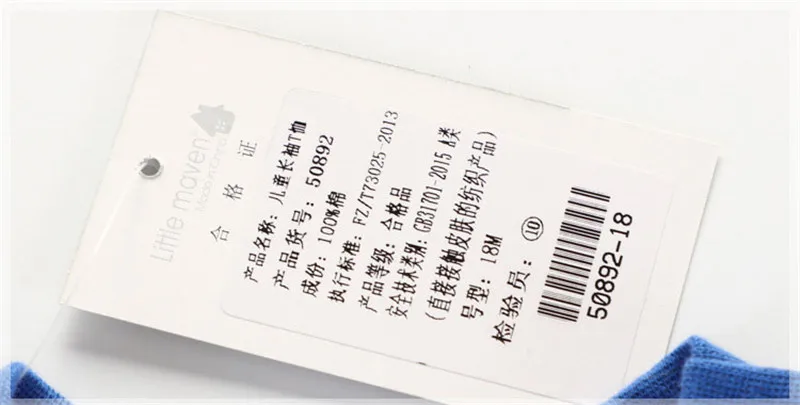 Little maven
Made in China
合格证
产品名称: 儿童长袖T恤
产品货号: 50892
成份: 100%棉
执行标准: FZ/T73025-2013
产品等级: 合格品
安全技术类别: GB31701-2015 A类
(直接接触皮肤的纺织产品)
号型: 18M
检验员: ⑩
50892-18